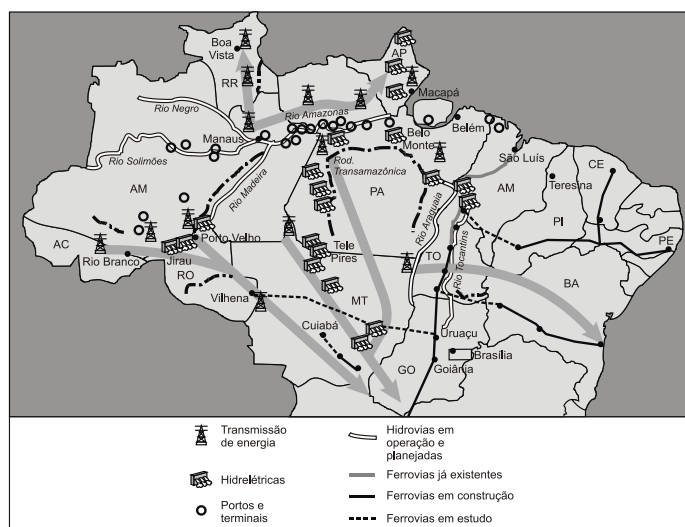 Boa
Vista
RR
AP
Macapá
Rio Negro
Rio Amazonas
Manaus
Belo
Monte
Belém
São Luís
Rio Solimões
Rio Madeira
Rod.
Transamazônica
AM
PA
Rio Araguaia
AM
Teresina
CE
PI
PE
AC
Rio Branco
Jirau
Porto Velho
RO
Tele
Pires
TO
Rio Tocantins
BA
Vilhena
MT
Cuiabá
Uruaçu
Brasília
GO
Goiânia
Transmissão
de energia
Hidrelétricas
Portos e
terminais
Hidrovias em
operação e
planejadas
Ferrovias já existentes
Ferrovias em construção
Ferrovias em estudo